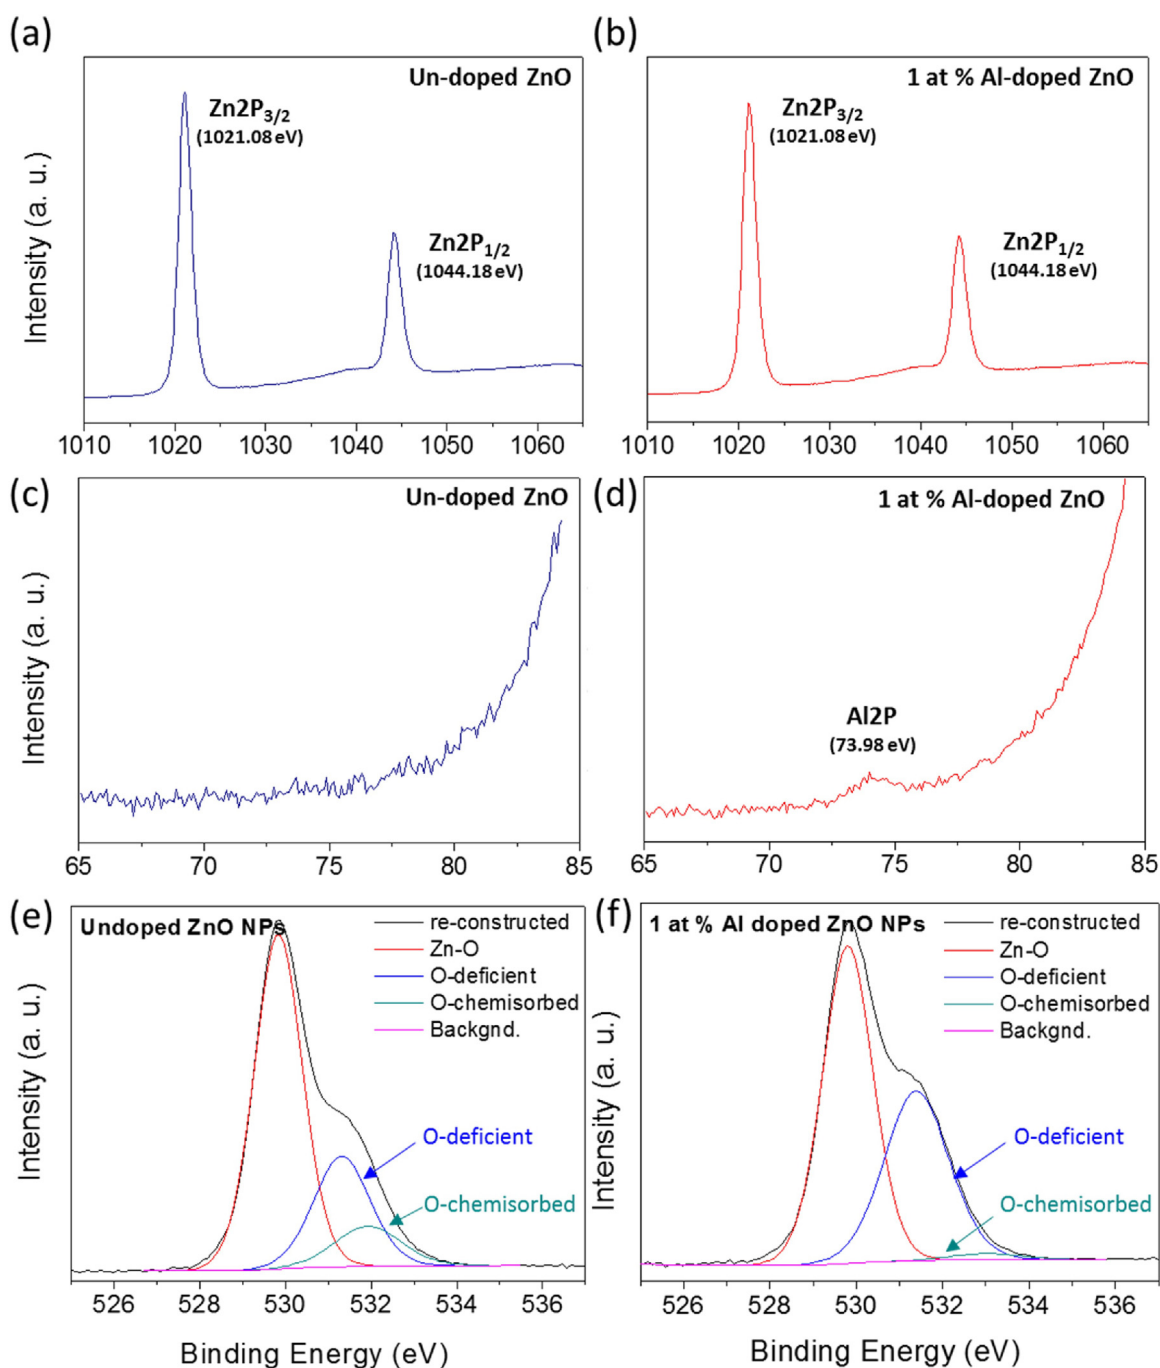 (a)
Un-doped ZnO
Zn2P3/2
(1021.08 eV)
Zn2P1/2
(1044.18 eV)
Intensity (a. u.)
1010 1020 1030 1040 1050 1060
(b)
1 at % Al-doped ZnO
Zn2P3/2
(1021.08 eV)
Zn2P1/2
(1044.18 eV)
1010 1020 1030 1040 1050 1060
(c)
Un-doped ZnO
Intensity (a. u.)
65 70 75 80 85
(d)
1 at % Al-doped ZnO
Al2P
(73.98 eV)
65 70 75 80 85
(e)
Undoped ZnO NPs
re-constructed
Zn-O
O-deficient
O-chemisorbed
Backgnd.
O-deficient
O-chemisorbed
Intensity (a. u.)
526 528 530 532 534 536
Binding Energy (eV)
(f)
1 at % Al doped ZnO NPs
re-constructed
Zn-O
O-deficient
O-chemisorbed
Backgnd.
O-deficient
O-chemisorbed
Intensity (a. u.)
526 528 530 532 534 536
Binding Energy (eV)